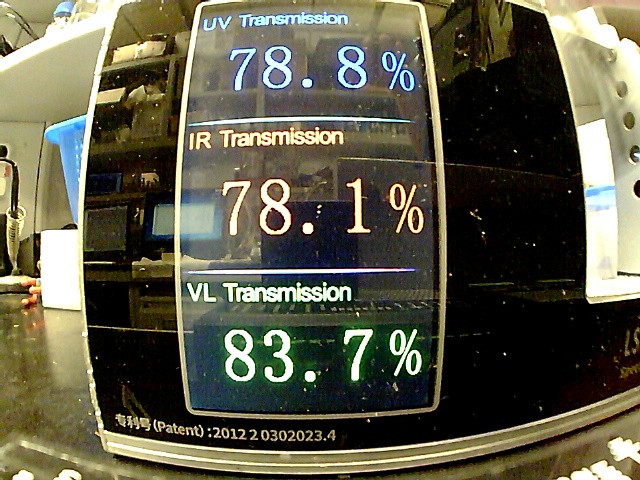 UV Transmission
78.8%
IR Transmission
78.1%
VL Transmission
83.7%
专利号(Patent):2012 2 0302023.4
LS